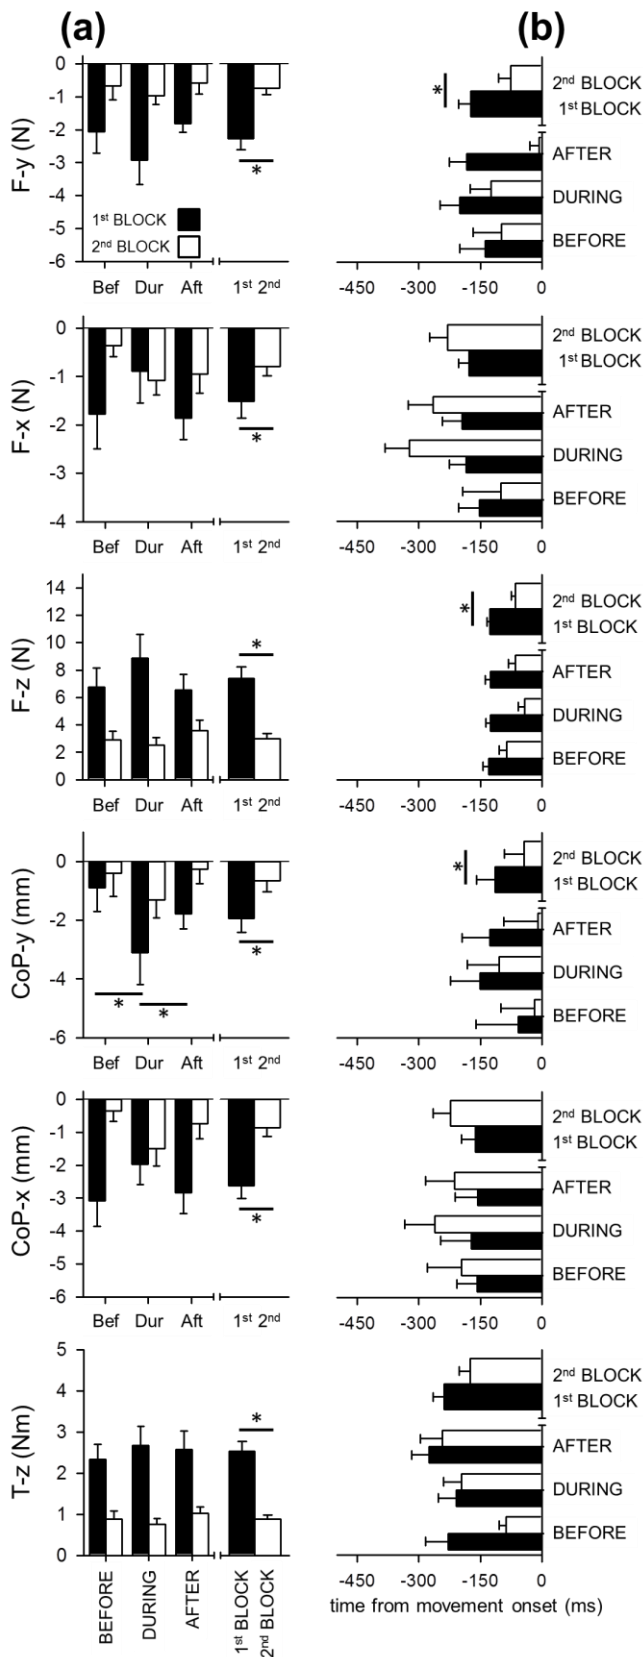 (a) (b)
0
-1
-2
-3
-4
-5
-6
F-y (N)
1st BLOCK
2nd BLOCK
Bef Dur Aft 1st 2nd
*
*
2nd BLOCK
1st BLOCK
AFTER
DURING
BEFORE
-450 -300 -150 0
0
-1
-2
-3
-4
F-x (N)
*
Bef Dur Aft 1st 2nd
2nd BLOCK
1st BLOCK
AFTER
DURING
BEFORE
-450 -300 -150 0
14
12
10
8
6
4
2
0
F-z (N)
*
Bef Dur Aft 1st 2nd
*
2nd BLOCK
1st BLOCK
AFTER
DURING
BEFORE
-450 -300 -150 0
0
-2
-4
-6
CoP-y (mm)
*
*
*
Bef Dur Aft 1st 2nd
*
2nd BLOCK
1st BLOCK
AFTER
DURING
BEFORE
-450 -300 -150 0
0
-1
-2
-3
-4
-5
-6
CoP-x (mm)
*
Bef Dur Aft 1st 2nd
2nd BLOCK
1st BLOCK
AFTER
DURING
BEFORE
-450 -300 -150 0
5
4
3
2
1
0
T-z (Nm)
*
BEFORE
DURING
AFTER
1st BLOCK
2nd BLOCK
2nd BLOCK
1st BLOCK
AFTER
DURING
BEFORE
-450 -300 -150 0
time from movement onset (ms)